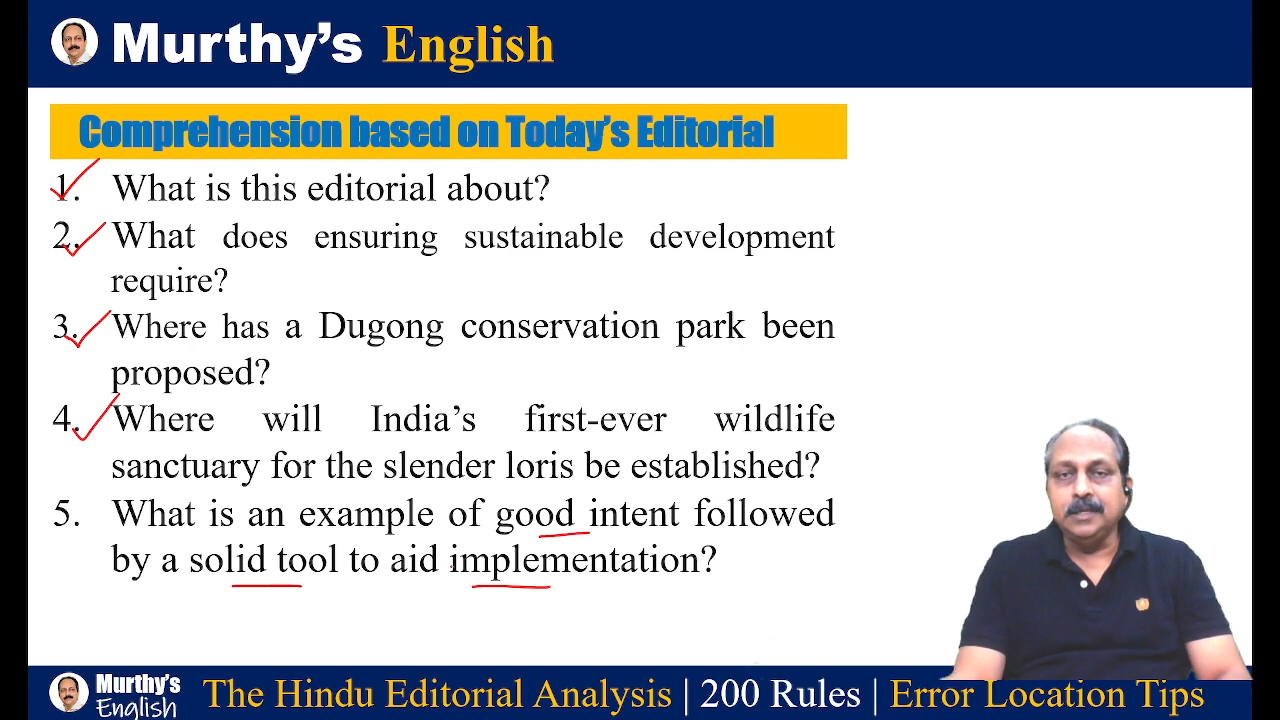 Murthy's English
Comprehension based on Today's Editorial
1. What is this editorial about?
2. What does ensuring sustainable development
require?
3. Where has a Dugong conservation park been
proposed?
4. Where will India's first-ever wildlife
sanctuary for the slender loris be established?
5. What is an example of good intent followed
by a solid tool to aid implementation?
Murthy's
English
The Hindu Editorial Analysis | 200 Rules | Error Location Tips